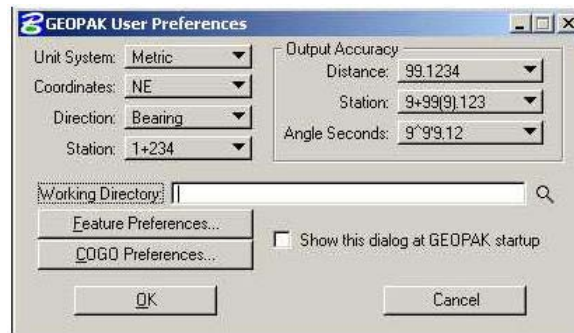 GEOPAK User Preferences
Unit System: Metric
Coordinates: NE
Direction: Bearing
Station: 1+234
Output Accuracy
Distance: 99.1234
Station: 9+99(9).123
Angle Seconds: 9^9'9.12
Working Directory:
Feature Preferences...
COGO Preferences...
Show this dialog at GEOPAK startup
OK
Cancel